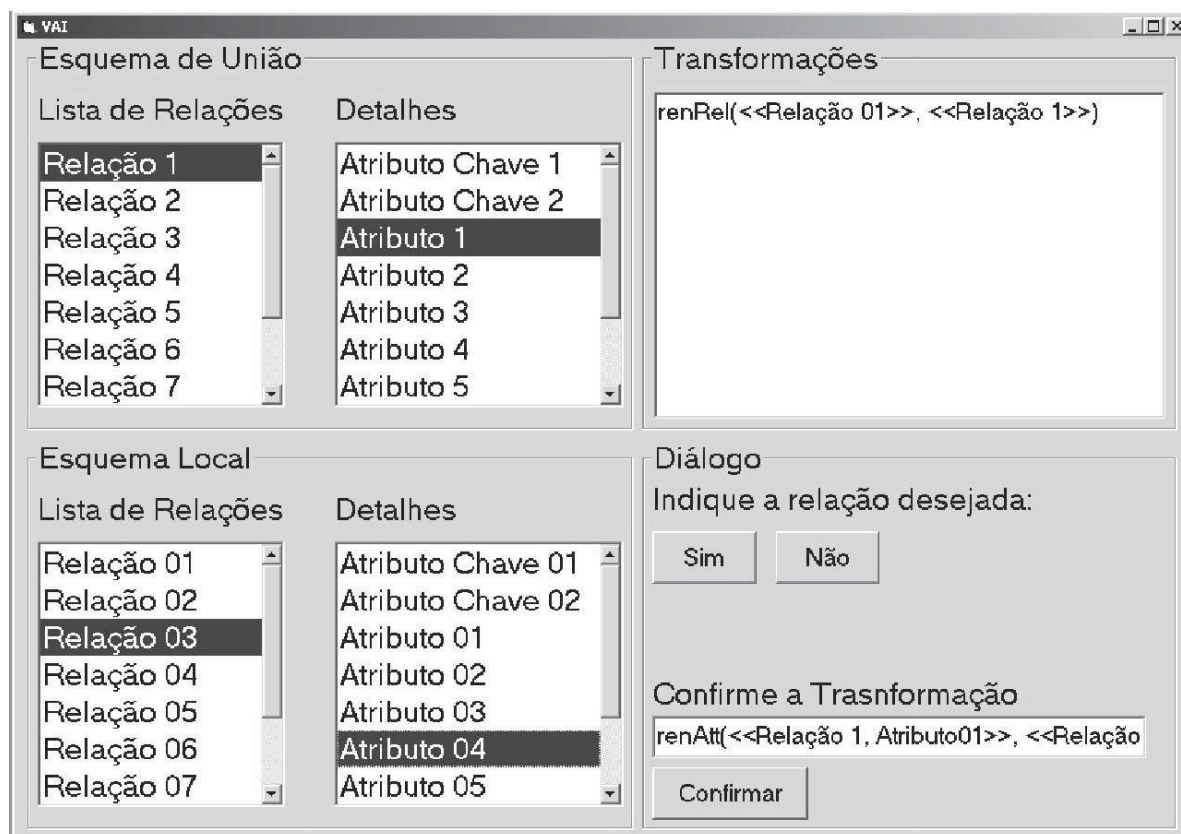 VAI
Esquema de União
Lista de Relações Detalhes
Relação 1
Relação 2
Relação 3
Relação 4
Relação 5
Relação 6
Relação 7
Atributo Chave 1
Atributo Chave 2
Atributo 1
Atributo 2
Atributo 3
Atributo 4
Atributo 5
Transformações
renRel(<<Relação 01>>, <<Relação 1>>)
Esquema Local
Lista de Relações Detalhes
Relação 01
Relação 02
Relação 03
Relação 04
Relação 05
Relação 06
Relação 07
Atributo Chave 01
Atributo Chave 02
Atributo 01
Atributo 02
Atributo 03
Atributo 04
Atributo 05
Diálogo
Indique a relação desejada:
Sim Não
Confirme a Trasnformação
renAtt(<<Relação 1, Atributo01>>, <<Relação
Confirmar